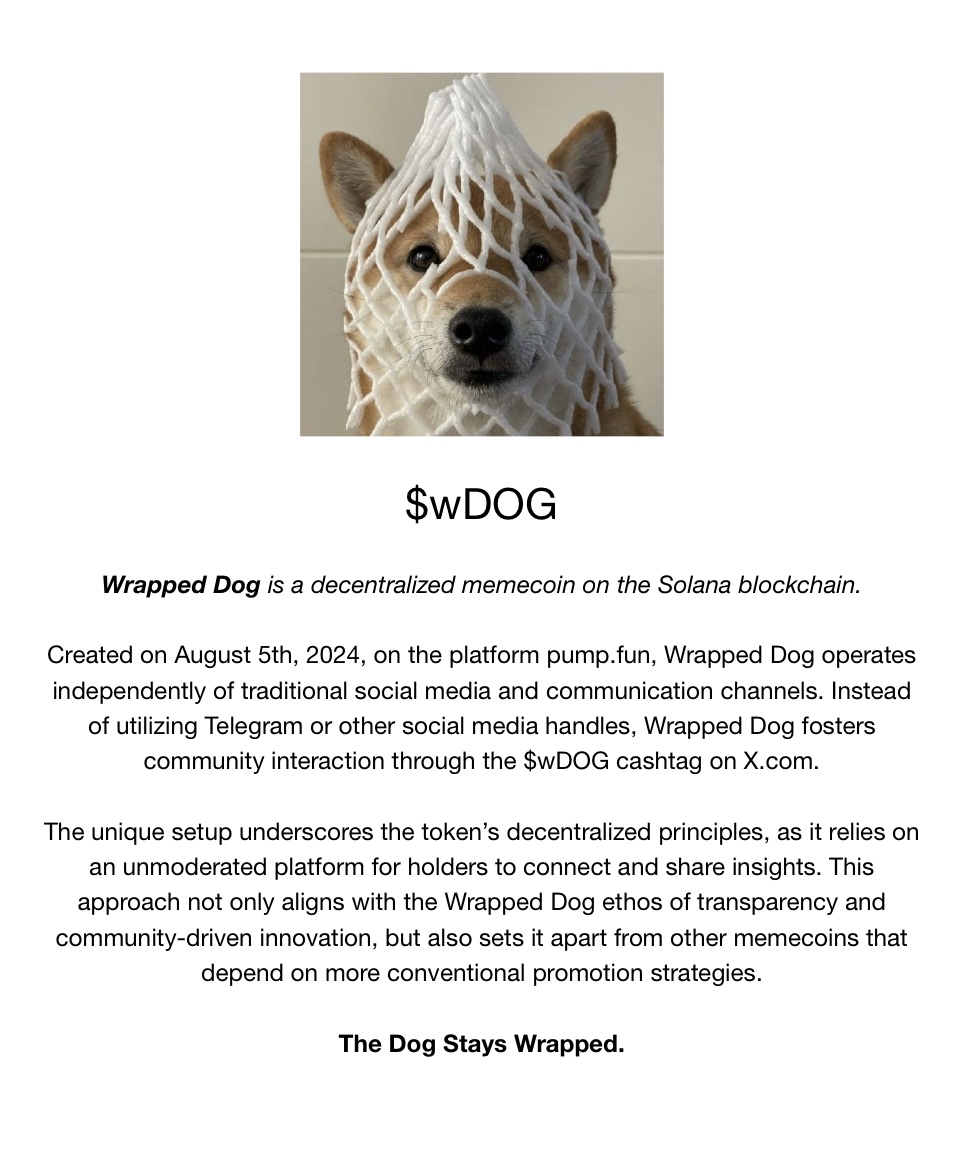 $wDOG
Wrapped Dog is a decentralized memecoin on the Solana blockchain.
Created on August 5th, 2024, on the platform pump.fun, Wrapped Dog operates
independently of traditional social media and communication channels. Instead
of utilizing Telegram or other social media handles, Wrapped Dog fosters
community interaction through the $wDOG cashtag on X.com.
The unique setup underscores the token’s decentralized principles, as it relies on
an unmoderated platform for holders to connect and share insights. This
approach not only aligns with the Wrapped Dog ethos of transparency and
community-driven innovation, but also sets it apart from other memecoins that
depend on more conventional promotion strategies.
The Dog Stays Wrapped.